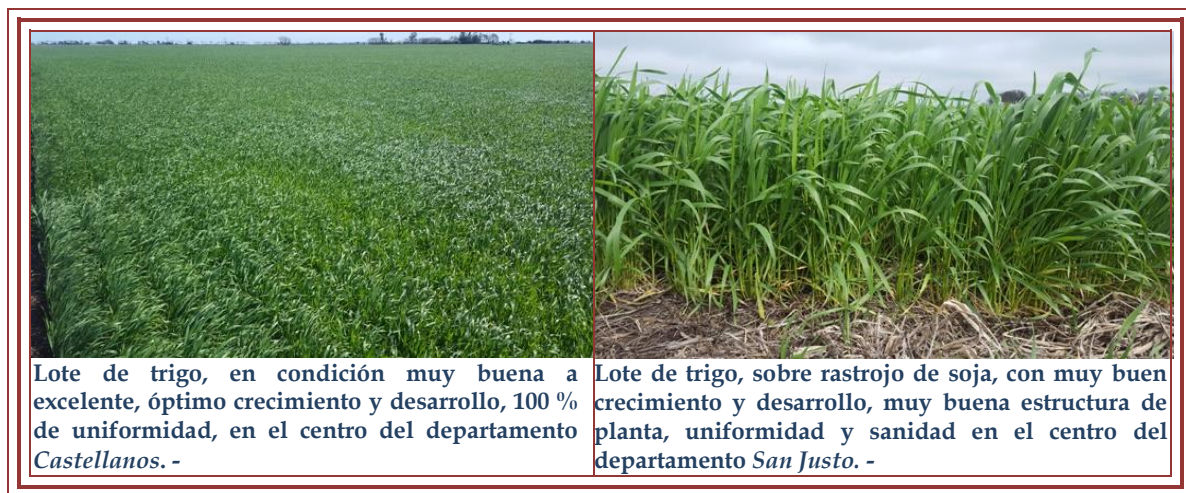 Lote de trigo, en condición muy buena a
excelente, óptimo crecimiento y desarrollo, 100 %
de uniformidad, en el centro del departamento
Castellanos. -
Lote de trigo, sobre rastrojo de soja, con muy buen
crecimiento y desarrollo, muy buena estructura de
planta, uniformidad y sanidad en el centro del
departamento San Justo. -